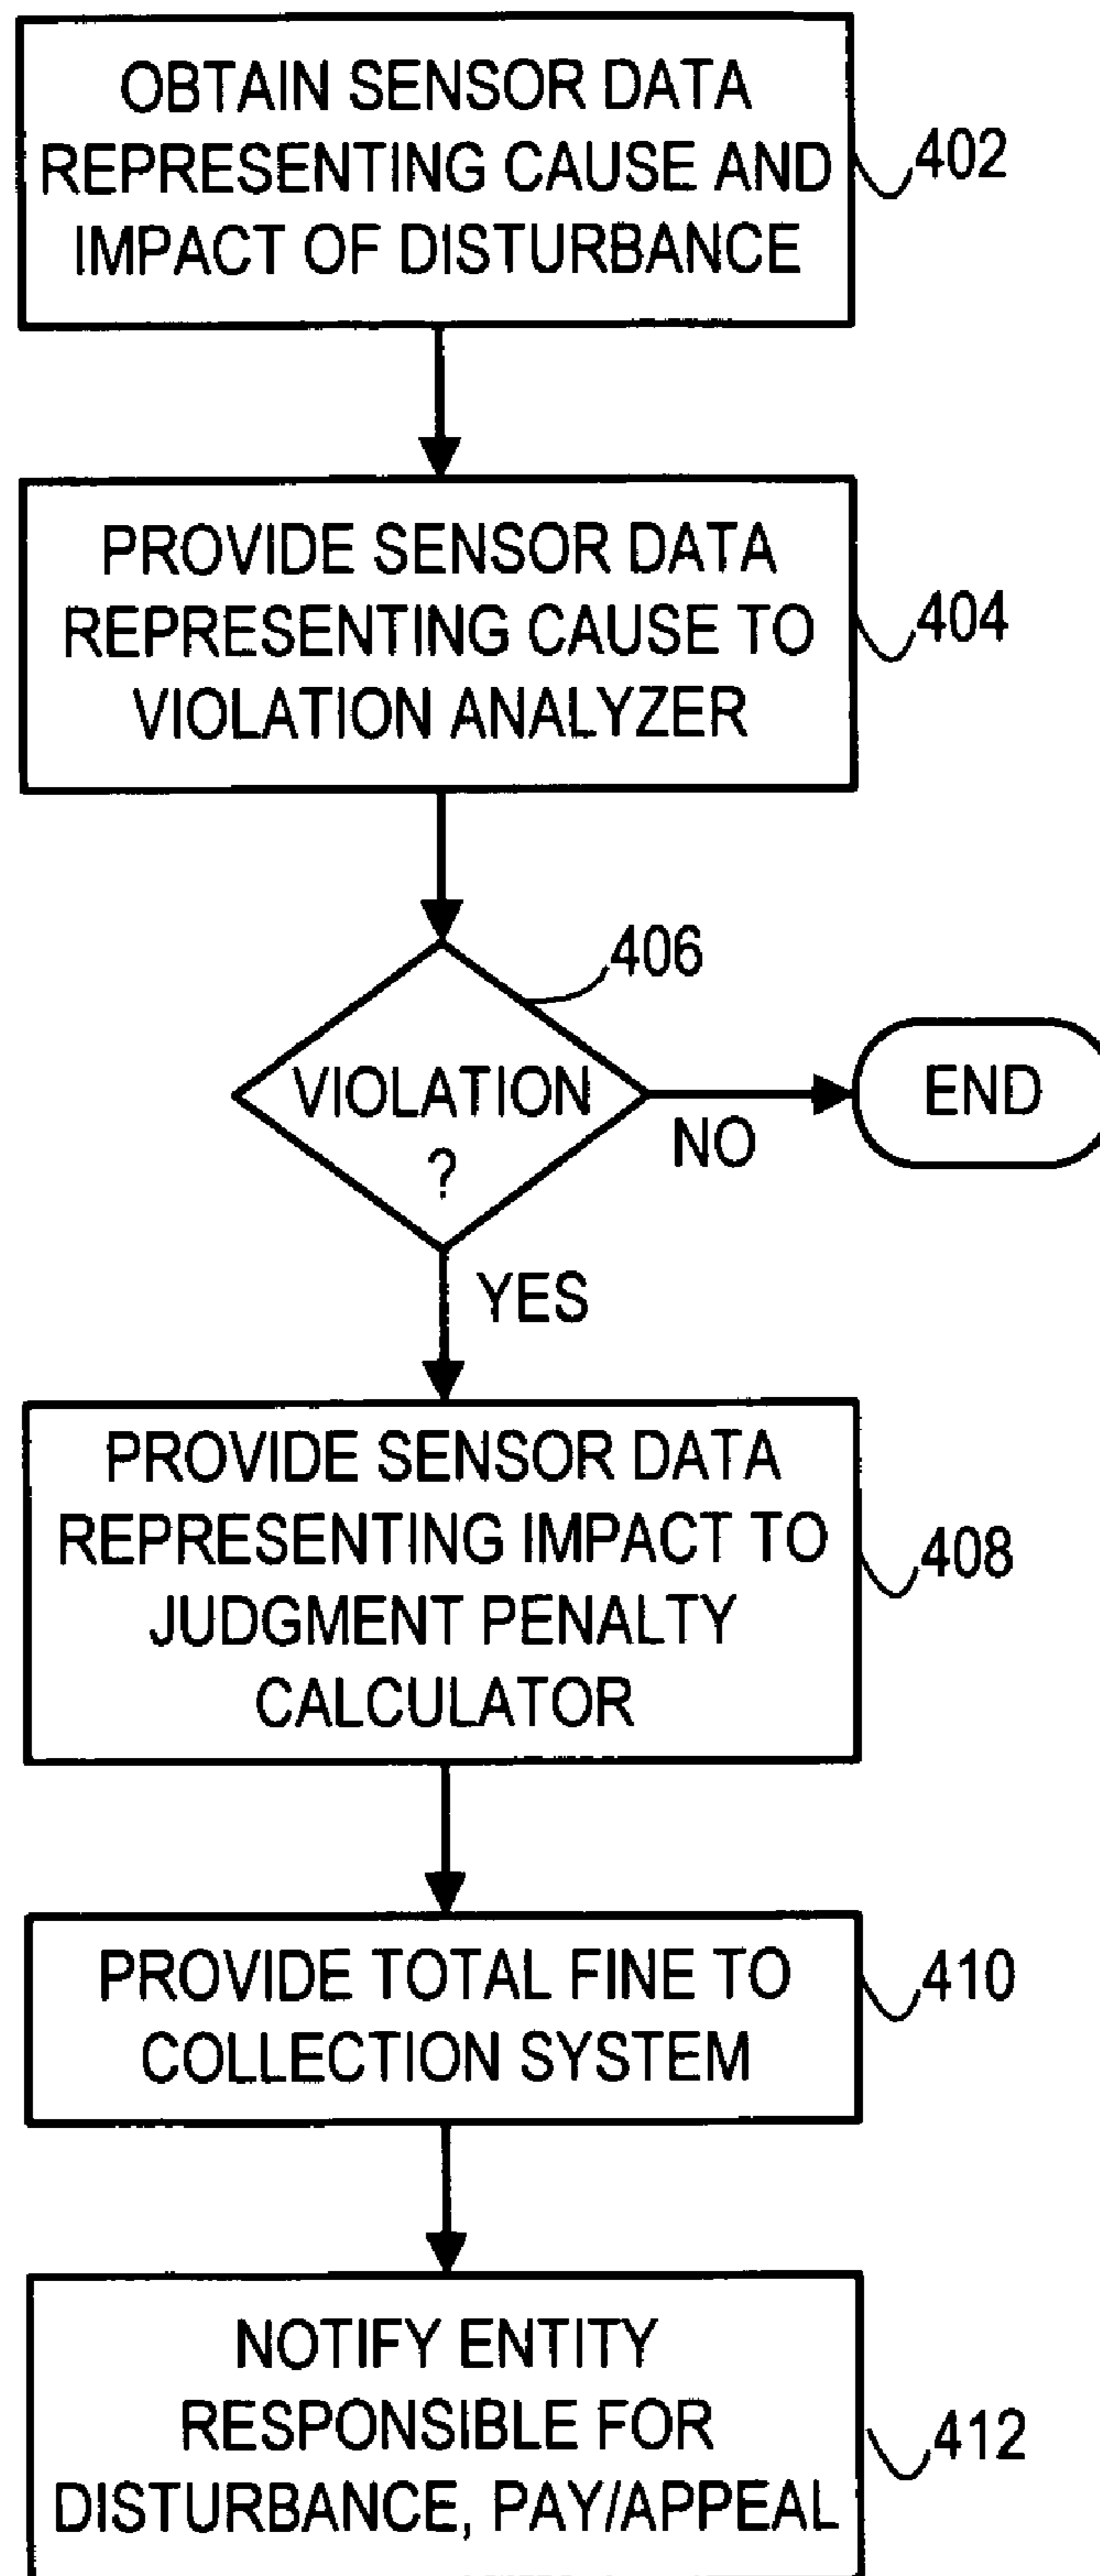 OBTAIN SENSOR DATA
REPRESENTING CAUSE AND
IMPACT OF DISTURBANCE
402
PROVIDE SENSOR DATA
REPRESENTING CAUSE TO
VIOLATION ANALYZER
404
406
VIOLATION
?
NO
END
YES
PROVIDE SENSOR DATA
REPRESENTING IMPACT TO
JUDGMENT PENALTY
CALCULATOR
408
PROVIDE TOTAL FINE TO
COLLECTION SYSTEM
410
NOTIFY ENTITY
RESPONSIBLE FOR
DISTURBANCE, PAY/APPEAL
412